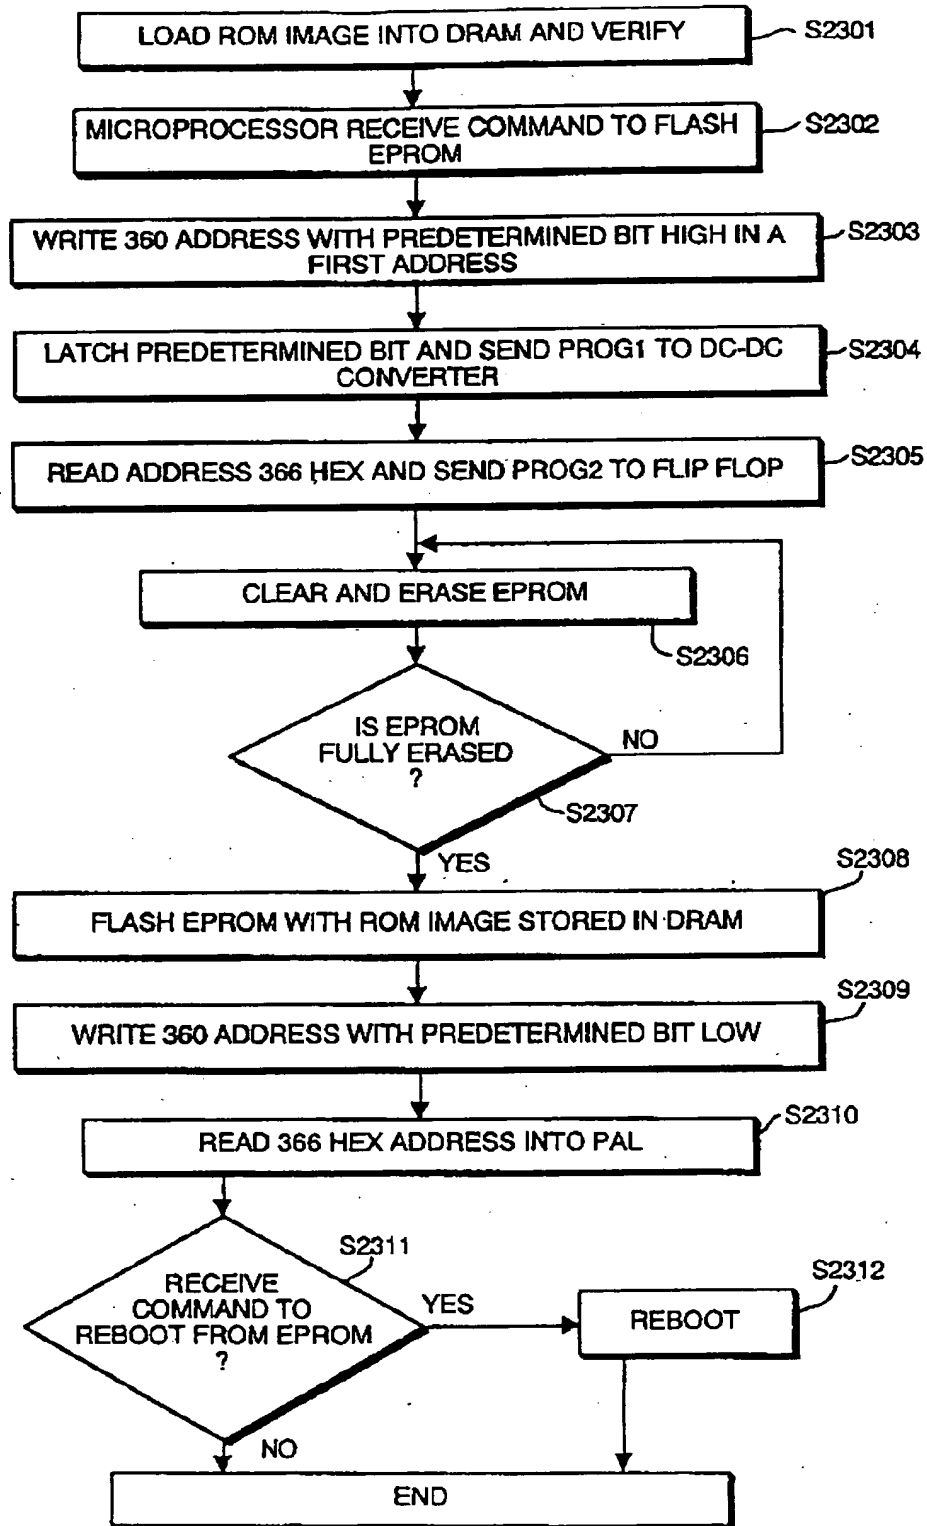 LOAD ROM IMAGE INTO DRAM AND VERIFY
S2301
MICROPROCESSOR RECEIVE COMMAND TO FLASH
EPROM
S2302
WRITE 360 ADDRESS WITH PREDETERMINED BIT HIGH IN A
FIRST ADDRESS
S2303
LATCH PREDETERMINED BIT AND SEND PROG1 TO DC-DC
CONVERTER
S2304
READ ADDRESS 366 HEX AND SEND PROG2 TO FLIP FLOP
S2305
CLEAR AND ERASE EPROM
S2306
IS EPROM
FULLY ERASED
?
NO
S2307
YES
S2308
FLASH EPROM WITH ROM IMAGE STORED IN DRAM
S2309
WRITE 360 ADDRESS WITH PREDETERMINED BIT LOW
S2310
READ 366 HEX ADDRESS INTO PAL
S2311
RECEIVE
COMMAND TO
REBOOT FROM EPROM
?
YES
S2312
REBOOT
NO
END